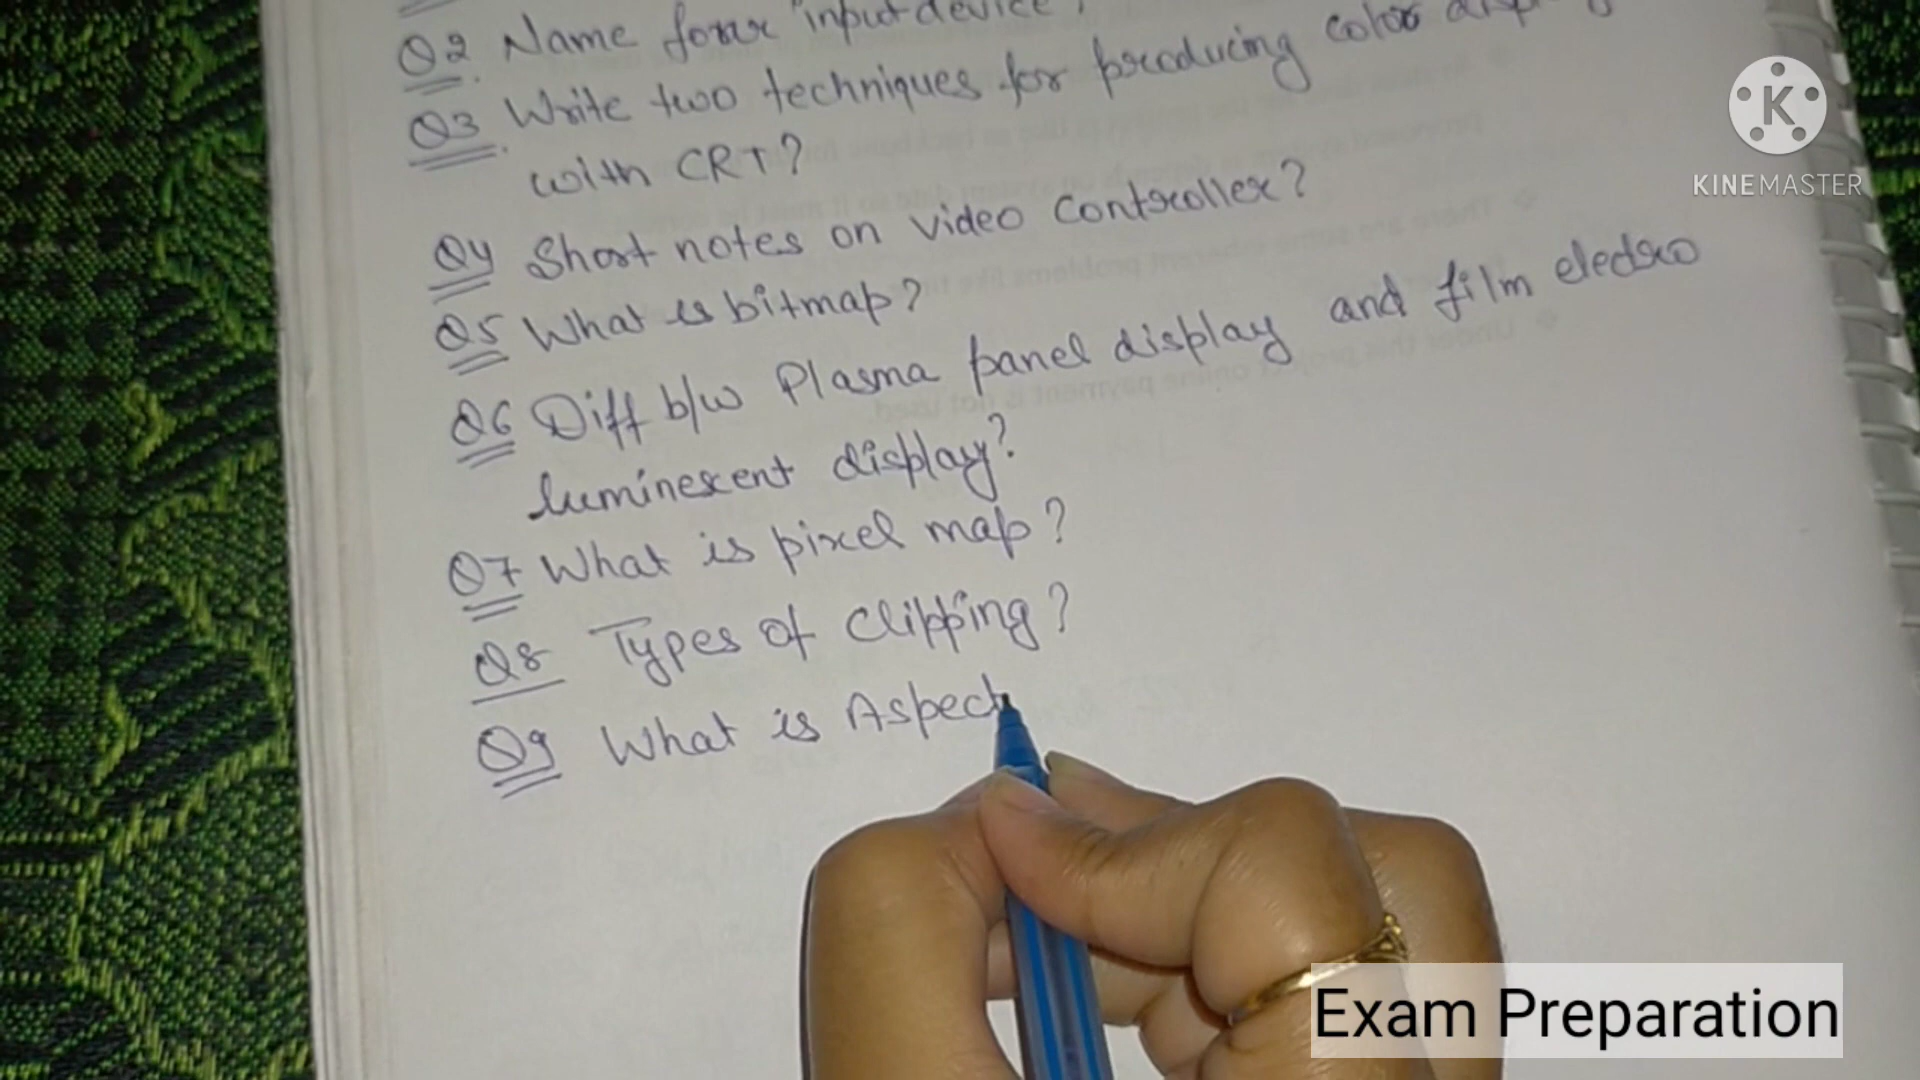 Q2. Name four input device?
Q3. Write two techniques for producing color display
with CRT?
Q4 Short notes on video controller?
Q5 What is bitmap?
Q6 Diff b/w Plasma panel display and film electro
luminescent display?
Q7 What is pixel map?
Q8 Types of Clipping?
Q9 What is Aspect
KINEMASTER
Exam Preparation